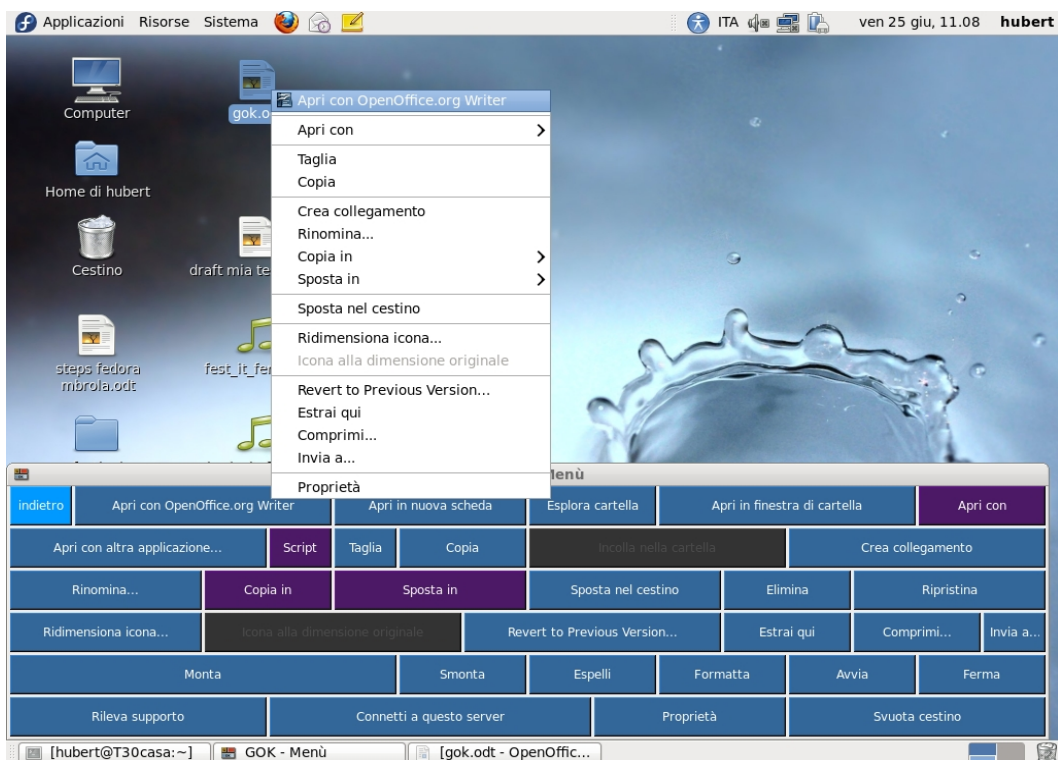 Applicazioni Risorse Sistema ITA ven 25 giu, 11.08 hubert
Computer
gok.o
Home di hubert
Cestino
draft mia te
steps fedora
mbrola.odt
fest_it_fe
Apri con OpenOffice.org Writer
Apri con
Taglia
Copia
Crea collegamento
Rinomina...
Copia in
Sposta in
Sposta nel cestino
Ridimensiona icona...
Icona alla dimensione originale
Revert to Previous Version...
Estrai qui
Comprimi...
Invia a...
Proprietà
Menù
indietro Apri con OpenOffice.org Writer Apri in nuova scheda Esplora cartella Apri in finestra di cartella Apri con
Apri con altra applicazione... Script Taglia Copia Incolla nella cartella Crea collegamento
Rinomina... Copia in Sposta in Sposta nel cestino Elimina Ripristina
Ridimensiona icona... Icona alla dimensione originale Revert to Previous Version... Estrai qui Comprimi... Invia a...
Monta Smonta Espelli Formatta Avvia Ferma
Rileva supporto Connetti a questo server Proprietà Svuota cestino
[hubert@T30casa:~] GOK - Menù [gok.odt - OpenOffic...